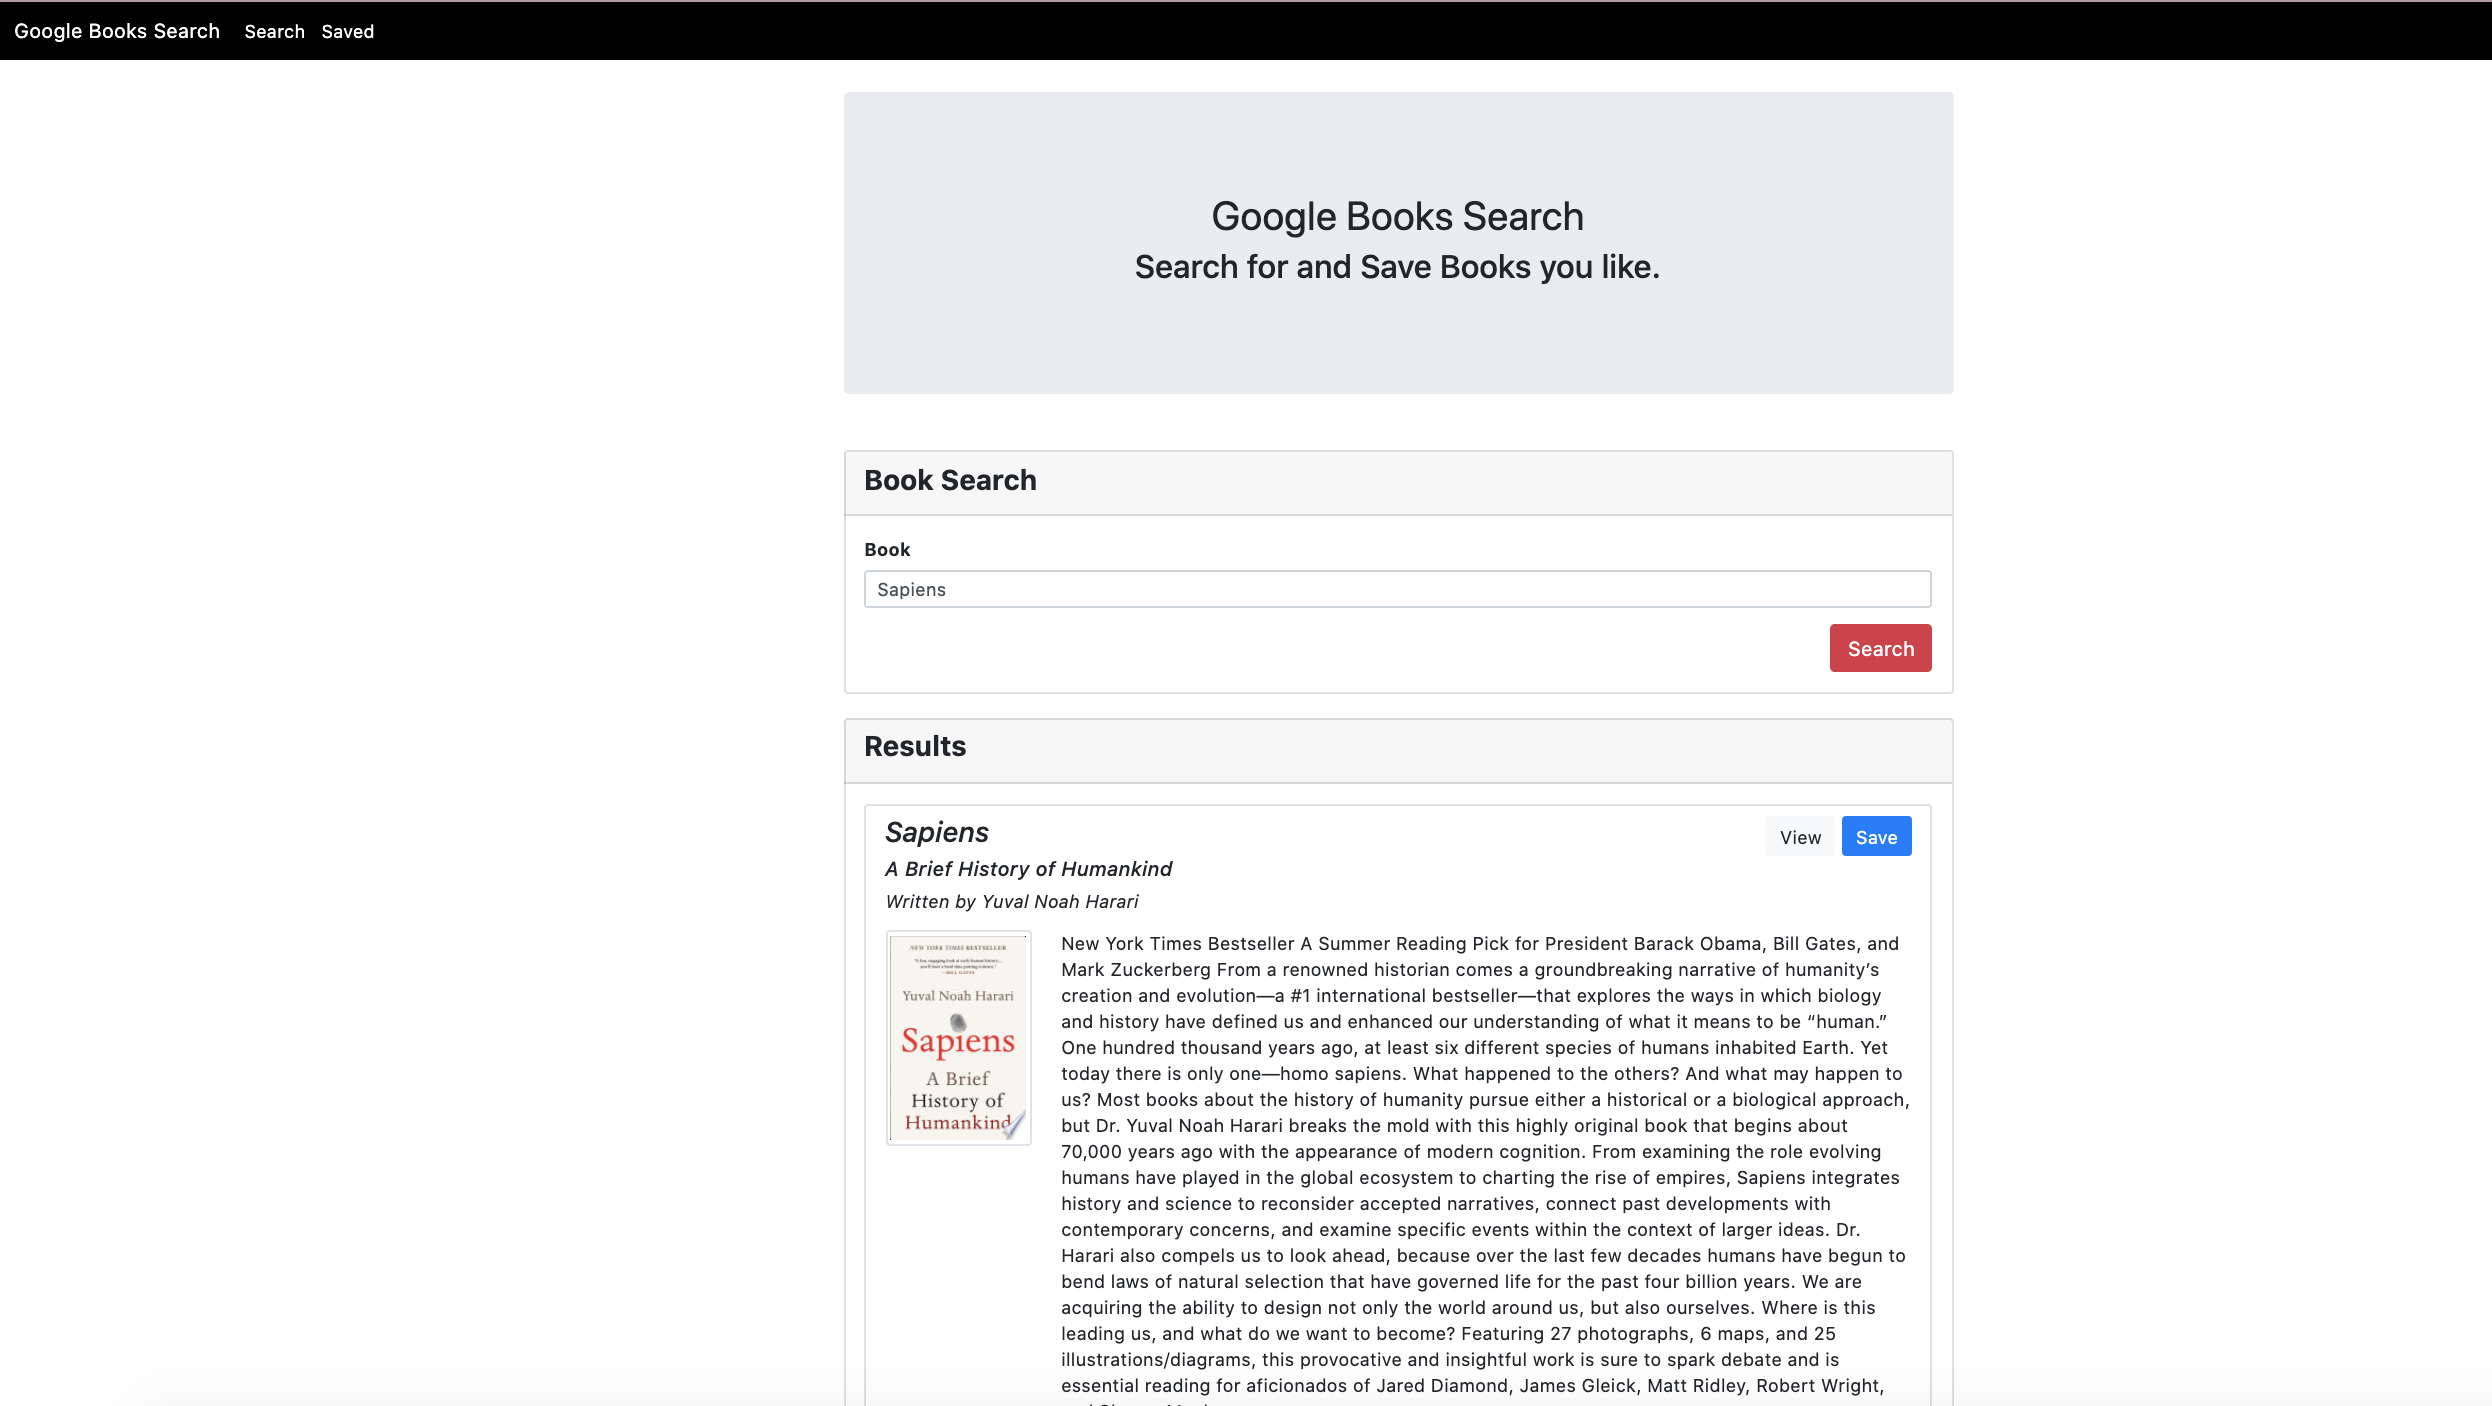 Google Books Search Search Saved
Google Books Search
Search for and Save Books you like.
Book Search
Book
Sapiens
Search
Results
Sapiens
View Save
A Brief History of Humankind
Written by Yuval Noah Harari
NEW YORK TIMES BESTSELLER
Yuval Noah Harari
Sapiens
A Brief
History of
Humankind
New York Times Bestseller A Summer Reading Pick for President Barack Obama, Bill Gates, and
Mark Zuckerberg From a renowned historian comes a groundbreaking narrative of humanity’s
creation and evolution—a #1 international bestseller—that explores the ways in which biology
and history have defined us and enhanced our understanding of what it means to be “human.”
One hundred thousand years ago, at least six different species of humans inhabited Earth. Yet
today there is only one—homo sapiens. What happened to the others? And what may happen to
us? Most books about the history of humanity pursue either a historical or a biological approach,
but Dr. Yuval Noah Harari breaks the mold with this highly original book that begins about
70,000 years ago with the appearance of modern cognition. From examining the role evolving
humans have played in the global ecosystem to charting the rise of empires, Sapiens integrates
history and science to reconsider accepted narratives, connect past developments with
contemporary concerns, and examine specific events within the context of larger ideas. Dr.
Harari also compels us to look ahead, because over the last few decades humans have begun to
bend laws of natural selection that have governed life for the past four billion years. We are
acquiring the ability to design not only the world around us, but also ourselves. Where is this
leading us, and what do we want to become? Featuring 27 photographs, 6 maps, and 25
illustrations/diagrams, this provocative and insightful work is sure to spark debate and is
essential reading for aficionados of Jared Diamond, James Gleick, Matt Ridley, Robert Wright,